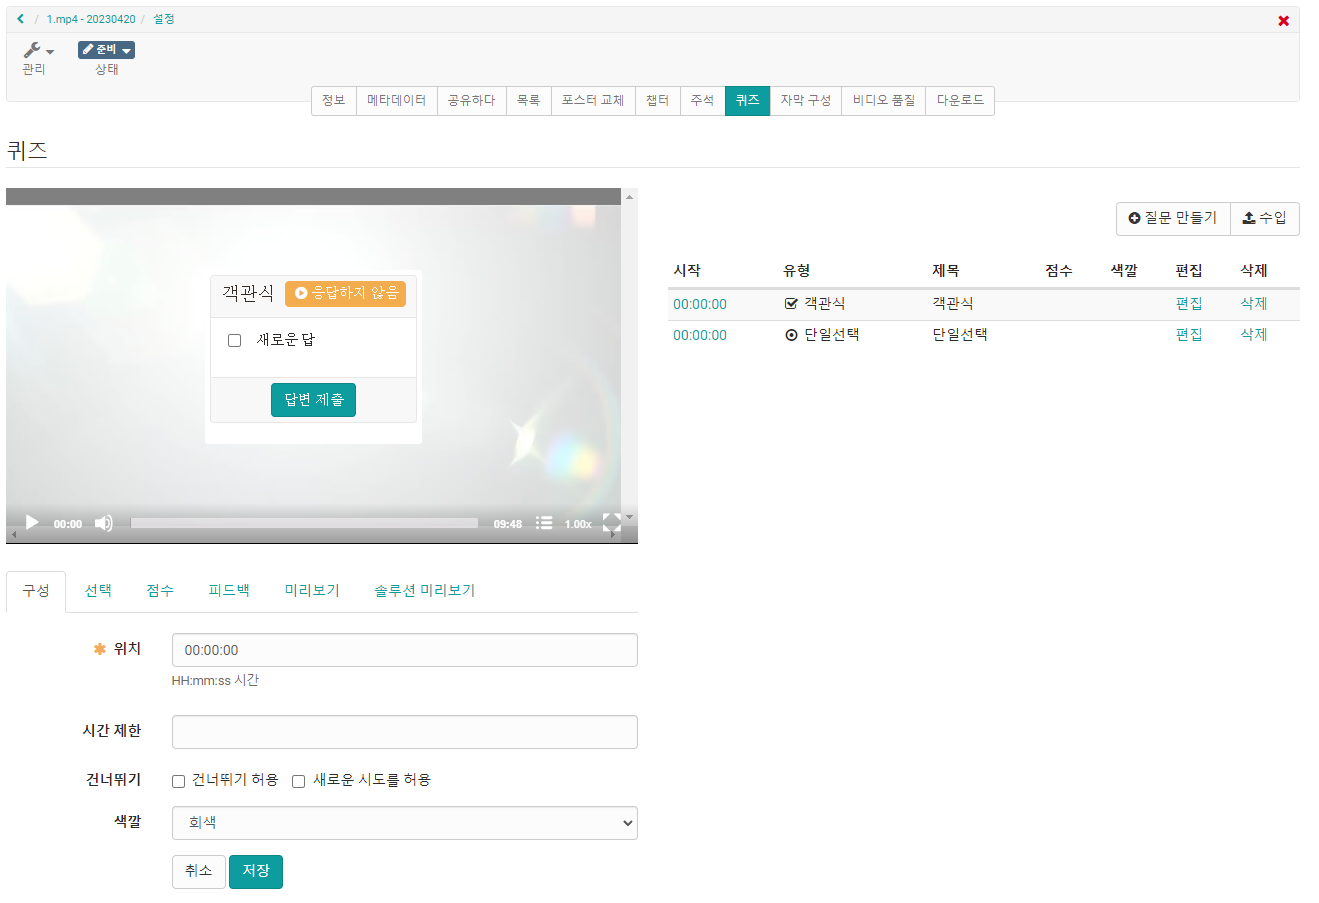 / 1.mp4 - 20230420 / 설정
관리
준비
상태
정보 메타데이터 공유하다 목록 포스터 교체 챕터 주석 퀴즈 자막 구성 비디오 품질 다운로드
퀴즈
객관식 응답하지 않음
새로운 답
답변 제출
00:00 09:48 1.00x
질문 만들기 수입
시작 유형 제목 점수 색깔 편집 삭제
00:00:00 객관식 객관식 편집 삭제
00:00:00 단일선택 단일선택 편집 삭제
구성 선택 점수 피드백 미리보기 솔루션 미리보기
위치 00:00:00
HH:mm:ss 시간
시간 제한
건너뛰기 건너뛰기 허용 새로운 시도를 허용
색깔 회색
취소 저장